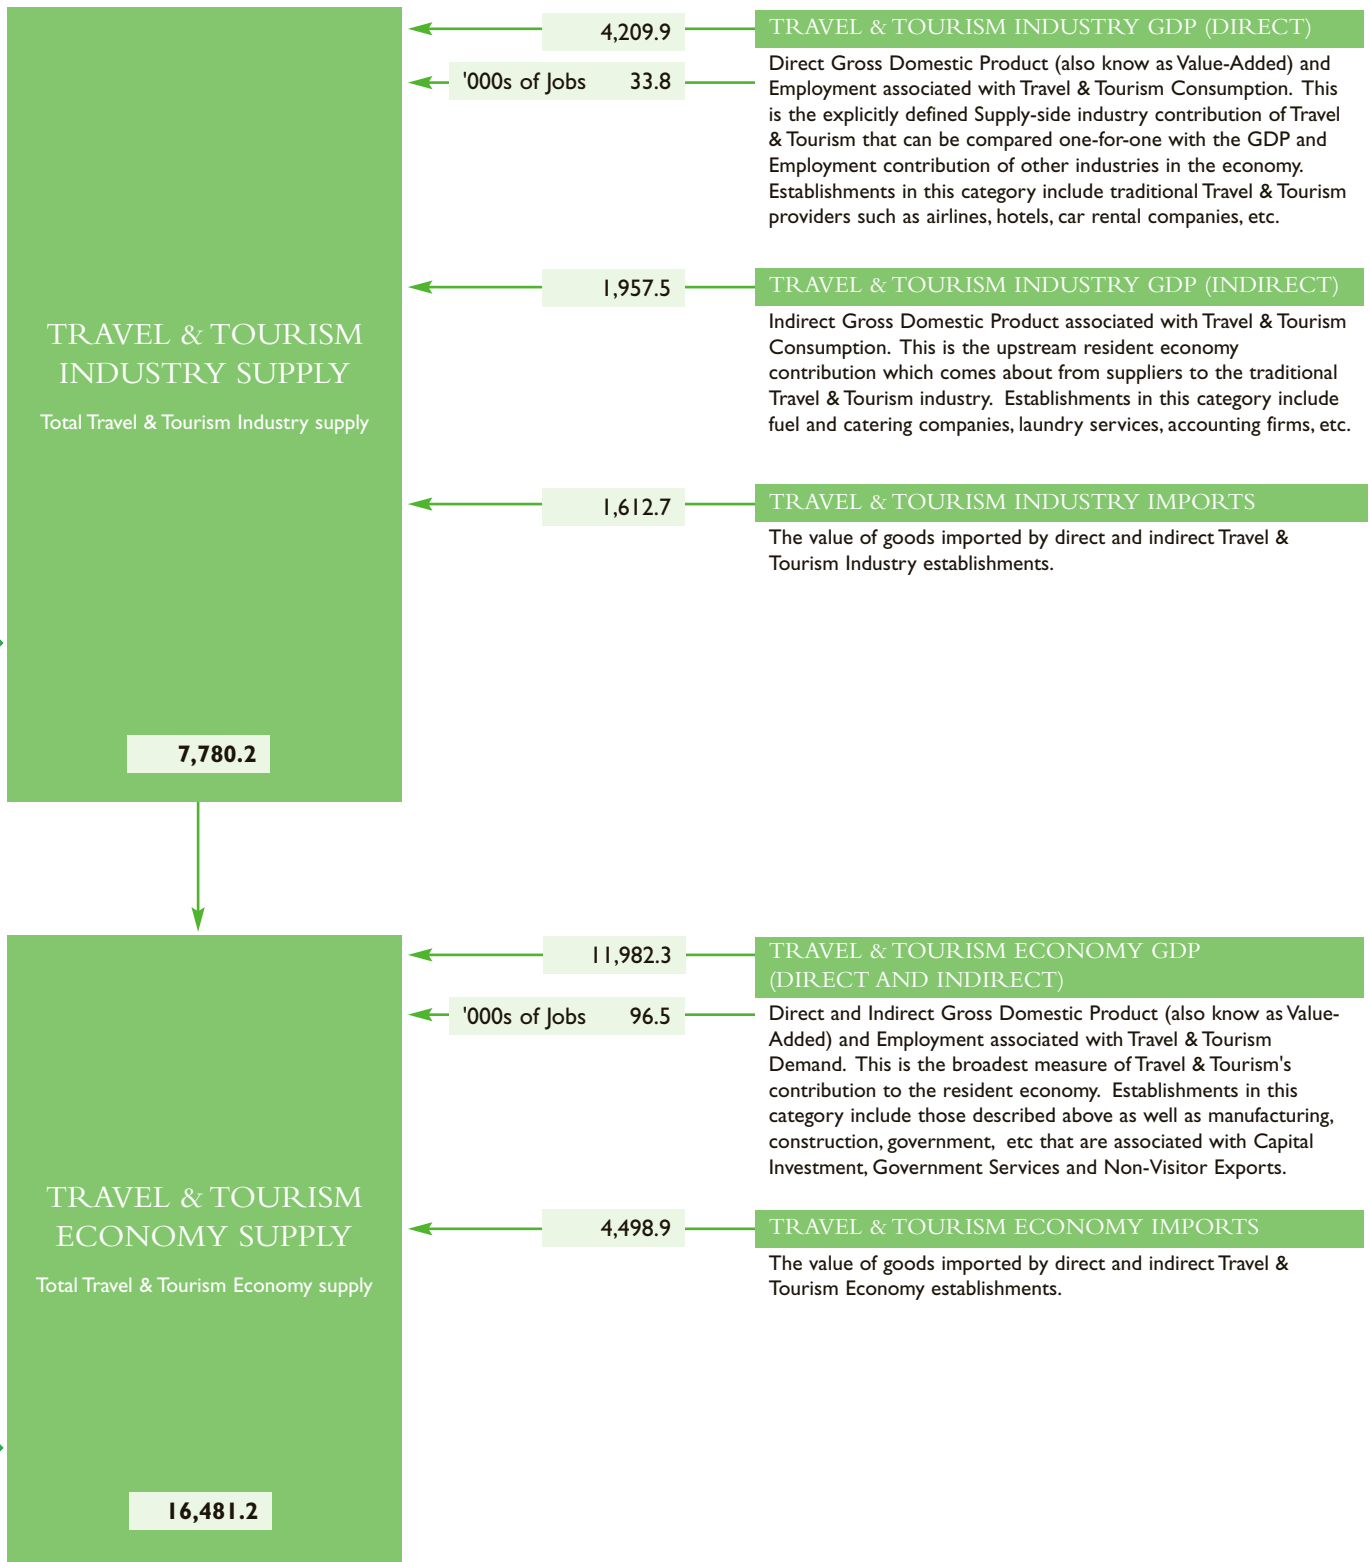 4,209.9
TRAVEL & TOURISM INDUSTRY GDP (DIRECT)
'000s of Jobs 33.8
Direct Gross Domestic Product (also know as Value-Added) and
Employment associated with Travel & Tourism Consumption. This
is the explicitly defined Supply-side industry contribution of Travel
& Tourism that can be compared one-for-one with the GDP and
Employment contribution of other industries in the economy.
Establishments in this category include traditional Travel & Tourism
providers such as airlines, hotels, car rental companies, etc.
1,957.5
TRAVEL & TOURISM INDUSTRY GDP (INDIRECT)
Indirect Gross Domestic Product associated with Travel & Tourism
Consumption. This is the upstream resident economy
contribution which comes about from suppliers to the traditional
Travel & Tourism industry. Establishments in this category include
fuel and catering companies, laundry services, accounting firms, etc.
TRAVEL & TOURISM
INDUSTRY SUPPLY
Total Travel & Tourism Industry supply
1,612.7
TRAVEL & TOURISM INDUSTRY IMPORTS
The value of goods imported by direct and indirect Travel &
Tourism Industry establishments.
7,780.2
11,982.3
TRAVEL & TOURISM ECONOMY GDP
(DIRECT AND INDIRECT)
'000s of Jobs 96.5
Direct and Indirect Gross Domestic Product (also know as Value-
Added) and Employment associated with Travel & Tourism
Demand. This is the broadest measure of Travel & Tourism's
contribution to the resident economy. Establishments in this
category include those described above as well as manufacturing,
construction, government, etc that are associated with Capital
Investment, Government Services and Non-Visitor Exports.
TRAVEL & TOURISM
ECONOMY SUPPLY
Total Travel & Tourism Economy supply
4,498.9
TRAVEL & TOURISM ECONOMY IMPORTS
The value of goods imported by direct and indirect Travel &
Tourism Economy establishments.
16,481.2